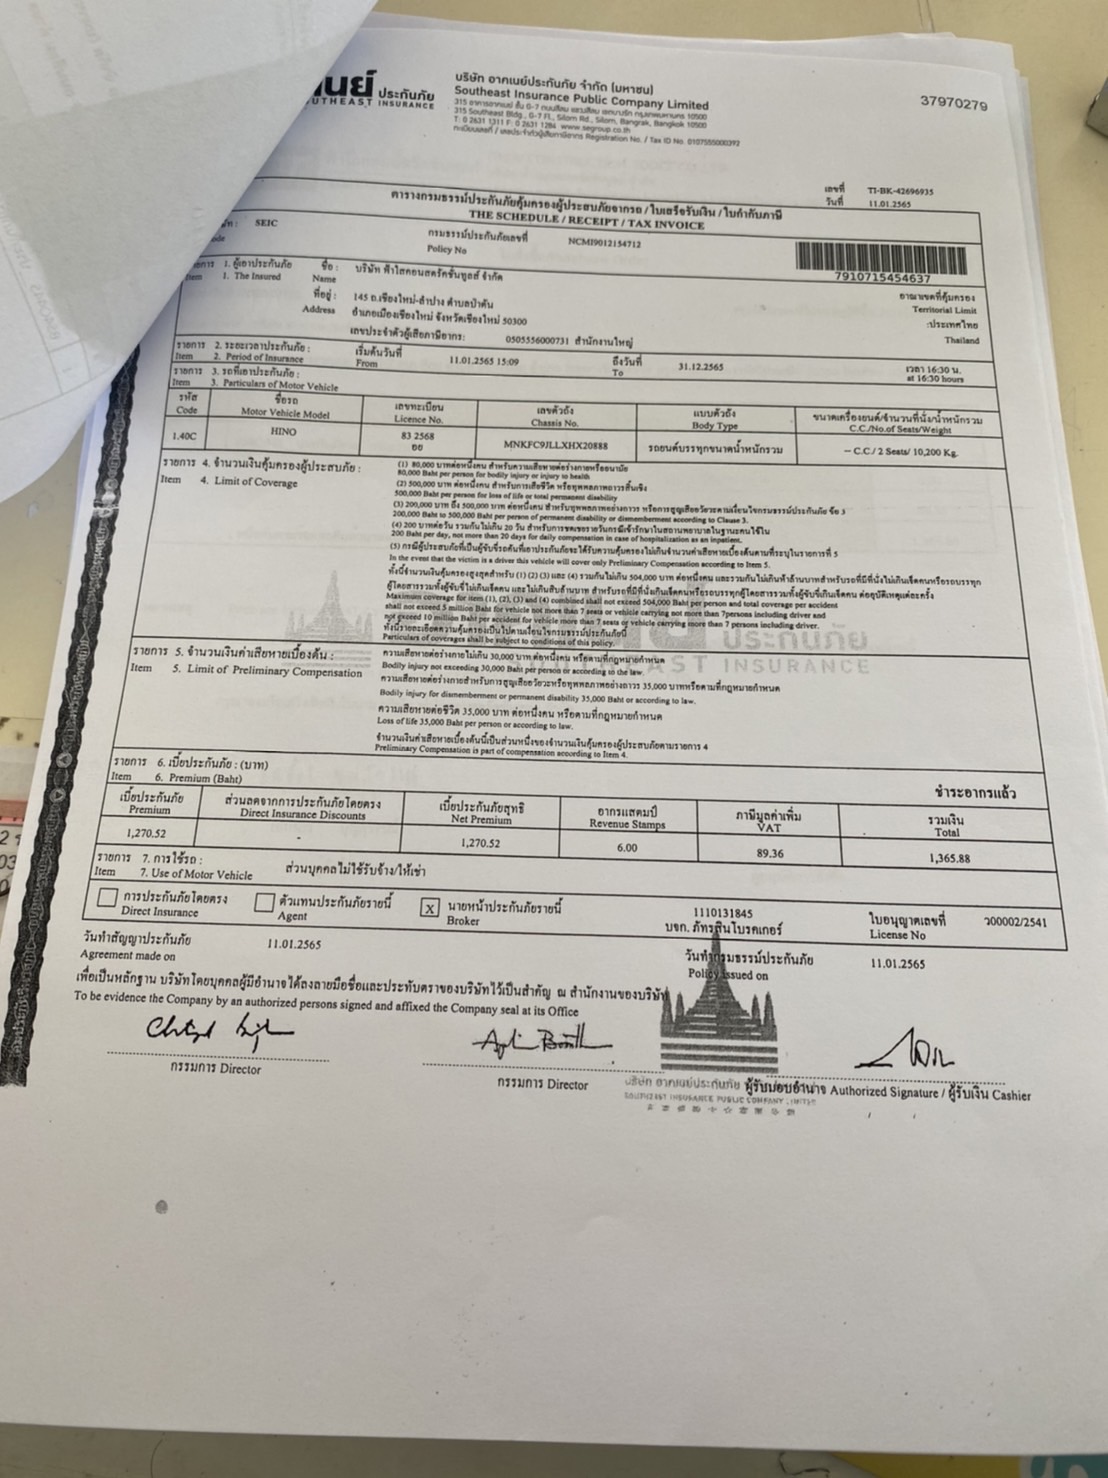 นย์ ประกันภัย
UTHEAST INSURANCE
บริษัท อาคเนย์ประกันภัย จำกัด (มหาชน)
Southeast Insurance Public Company Limited
315 อาคารอาคเนย์ ชั้น G-7 ถนนสีลม แขวงสีลม เขตบางรัก กรุงเทพมหานคร 10500
315 Southeast Bldg., G-7 Fl., Silom Rd., Silom, Bangrak, Bangkok 10500
T: 0 2631 1311 F: 0 2631 1284 www.segroup.co.th
ทะเบียนเลขที่ / เลขประจำตัวผู้เสียภาษีอากร Registration No. / Tax ID No. 0107555000392
37970279
เลขที่ TI-BK-42696935
วันที่ 11.01.2565
ตารางกรมธรรม์ประกันภัยคุ้มครองผู้ประสบภัยจากรถ / ใบเสร็จรับเงิน / ใบกำกับภาษี
THE SCHEDULE / RECEIPT / TAX INVOICE
SEIC
กรมธรรม์ประกันภัยเลขที่ NCMI9012154712
Policy No
7910715454637
รายการ 1. ผู้เอาประกันภัย ชื่อ : บริษัท ฟ้าใสคอนสตรัคชั่นทูลส์ จำกัด
Item 1. The Insured Name
ที่อยู่ : 145 ถ.เชียงใหม่-ลำปาง ตำบลป่าตัน
Address อำเภอเมืองเชียงใหม่ จังหวัดเชียงใหม่ 50300
อาณาเขตที่คุ้มครอง
Territorial Limit
:ประเทศไทย
Thailand
เลขประจำตัวผู้เสียภาษีอากร: 0505556000731 สำนักงานใหญ่
รายการ 2. ระยะเวลาประกันภัย : เริ่มต้นวันที่ 11.01.2565 15:09 ถึงวันที่ 31.12.2565 เวลา 16:30 น.
Item 2. Period of Insurance From To at 16:30 hours
รายการ 3. รถที่เอาประกันภัย :
Item 3. Particulars of Motor Vehicle
รหัส ชื่อรถ เลขทะเบียน เลขตัวถัง แบบตัวถัง ขนาดเครื่องยนต์/จำนวนที่นั่ง/น้ำหนักรวม
Code Motor Vehicle Model Licence No. Chassis No. Body Type C.C./No.of Seats/Weight
1.40C HINO 83 2568 MNKFC9JLLXHX20888 รถยนต์บรรทุกขนาดน้ำหนักรวม -- C.C./ 2 Seats/ 10,200 Kg.
รายการ 4. จำนวนเงินคุ้มครองผู้ประสบภัย :
Item 4. Limit of Coverage
(1) 80,000 บาทต่อหนึ่งคน สำหรับความเสียหายต่อร่างกายหรืออนามัย
80,000 Baht per person for bodily injury or injury to health
(2) 500,000 บาท ต่อหนึ่งคน สำหรับการเสียชีวิต หรือทุพพลภาพถาวรสิ้นเชิง
500,000 Baht per person for loss of life or total permanent disability
(3) 200,000 บาท ถึง 500,000 บาท ต่อหนึ่งคน สำหรับทุพพลภาพอย่างถาวร หรือการสูญเสียอวัยวะตามเงื่อนไขกรมธรรม์ประกันภัย ข้อ 3
200,000 Baht to 500,000 Baht per person of permanent disability or dismemberment according to Clause 3.
(4) 200 บาทต่อวัน รวมกันไม่เกิน 20 วัน สำหรับการชดเชยรายวันกรณีเข้ารักษาในสถานพยาบาลในฐานะคนไข้ใน
200 Baht per day, not more than 20 days for daily compensation in case of hospitalization as an inpatient.
(5) กรณีผู้ประสบภัยที่เป็นผู้ขับขี่รถคันที่เอาประกันภัยจะได้รับความคุ้มครองไม่เกินจำนวนค่าเสียหายเบื้องต้นตามที่ระบุในรายการที่ 5
In the event that the victim is a driver this vehicle will cover only Preliminary Compensation according to Item 5.
ทั้งนี้จำนวนเงินคุ้มครองสูงสุดสำหรับ (1) (2) (3) และ (4) รวมกันไม่เกิน 504,000 บาท ต่อหนึ่งคน และรวมกันไม่เกินห้าล้านบาทสำหรับรถที่มีที่นั่งไม่เกินเจ็ดคนหรือรถบรรทุก
ผู้โดยสารรวมทั้งผู้ขับขี่ไม่เกินเจ็ดคน และไม่เกินสิบล้านบาท สำหรับรถที่มีที่นั่งเกินเจ็ดคนหรือรถบรรทุกผู้โดยสารรวมทั้งผู้ขับขี่เกินเจ็ดคน ต่ออุบัติเหตุแต่ละครั้ง
Maximum coverage for item (1), (2), (3) and (4) combined shall not exceed 504,000 Baht per person and total coverage per accident
shall not exceed 5 million Baht for vehicle not more than 7 seats or vehicle carrying not more than 7persons including driver and
not exceed 10 million Baht per accident for vehicle more than 7 seats or vehicle carrying more than 7 persons including driver.
ทั้งนี้รายละเอียดความคุ้มครองเป็นไปตามเงื่อนไขกรมธรรม์ประกันภัยนี้
Particulars of coverages shall be subject to conditions of this policy.
ประกันภัย
INSURANCE
รายการ 5. จำนวนเงินค่าเสียหายเบื้องต้น :
Item 5. Limit of Preliminary Compensation
ความเสียหายต่อร่างกายไม่เกิน 30,000 บาท ต่อหนึ่งคน หรือตามที่กฎหมายกำหนด
Bodily injury not exceeding 30,000 Baht per person or according to the law.
ความเสียหายต่อร่างกายสำหรับการสูญเสียอวัยวะหรือทุพพลภาพอย่างถาวร 35,000 บาทหรือตามที่กฎหมายกำหนด
Bodily injury for dismemberment or permanent disability 35,000 Baht or according to law.
ความเสียหายต่อชีวิต 35,000 บาท ต่อหนึ่งคน หรือตามที่กฎหมายกำหนด
Loss of life 35,000 Baht per person or according to law.
จำนวนเงินค่าเสียหายเบื้องต้นนี้เป็นส่วนหนึ่งของจำนวนเงินคุ้มครองผู้ประสบภัยตามรายการ 4
Preliminary Compensation is part of compensation according to Item 4.
รายการ 6. เบี้ยประกันภัย : (บาท)
Item 6. Premium (Baht)
ชำระอากรแล้ว
เบี้ยประกันภัย ส่วนลดจากการประกันภัยโดยตรง เบี้ยประกันภัยสุทธิ อากรแสตมป์ ภาษีมูลค่าเพิ่ม รวมเงิน
Premium Direct Insurance Discounts Net Premium Revenue Stamps VAT Total
1,270.52 - 1,270.52 6.00 89.36 1,365.88
รายการ 7. การใช้รถ : ส่วนบุคคลไม่ใช้รับจ้าง/ให้เช่า
Item 7. Use of Motor Vehicle
การประกันภัยโดยตรง ตัวแทนประกันภัยรายนี้ X นายหน้าประกันภัยรายนี้ 1110131845 ใบอนุญาตเลขที่ ว00002/2541
Direct Insurance Agent Broker บจก. ภัทรสินโบรคเกอร์ License No
วันทำสัญญาประกันภัย 11.01.2565 วันทำกรมธรรม์ประกันภัย 11.01.2565
Agreement made on Policy issued on
เพื่อเป็นหลักฐาน บริษัทโดยบุคคลผู้มีอำนาจได้ลงลายมือชื่อและประทับตราของบริษัทไว้เป็นสำคัญ ณ สำนักงานของบริษัท
To be evidence the Company by an authorized persons signed and affixed the Company seal at its Office
กรรมการ Director กรรมการ Director ผู้รับมอบอำนาจ Authorized Signature / ผู้รับเงิน Cashier
บริษัท อาคเนย์ประกันภัย
SOUTHEAST INSURANCE PUBLIC COMPANY LIMITED